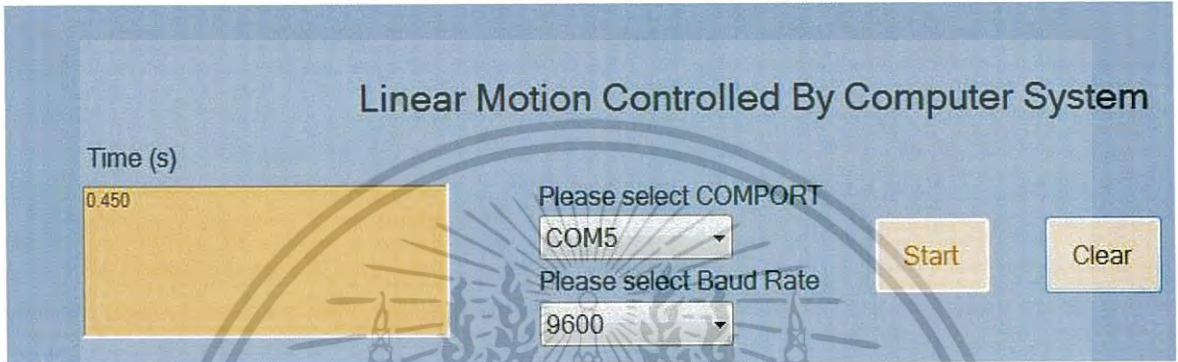 Linear Motion Controlled By Computer System
Time (s)
0.450
Please select COMPORT
COM5
Start
Clear
Please select Baud Rate
9600